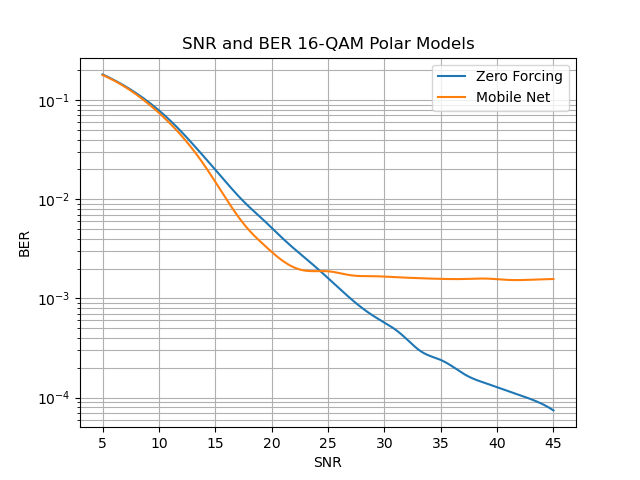 SNR and BER 16-QAM Polar Models
Zero Forcing
Mobile Net
BER
10⁻¹
10⁻²
10⁻³
10⁻⁴
5 10 15 20 25 30 35 40 45
SNR